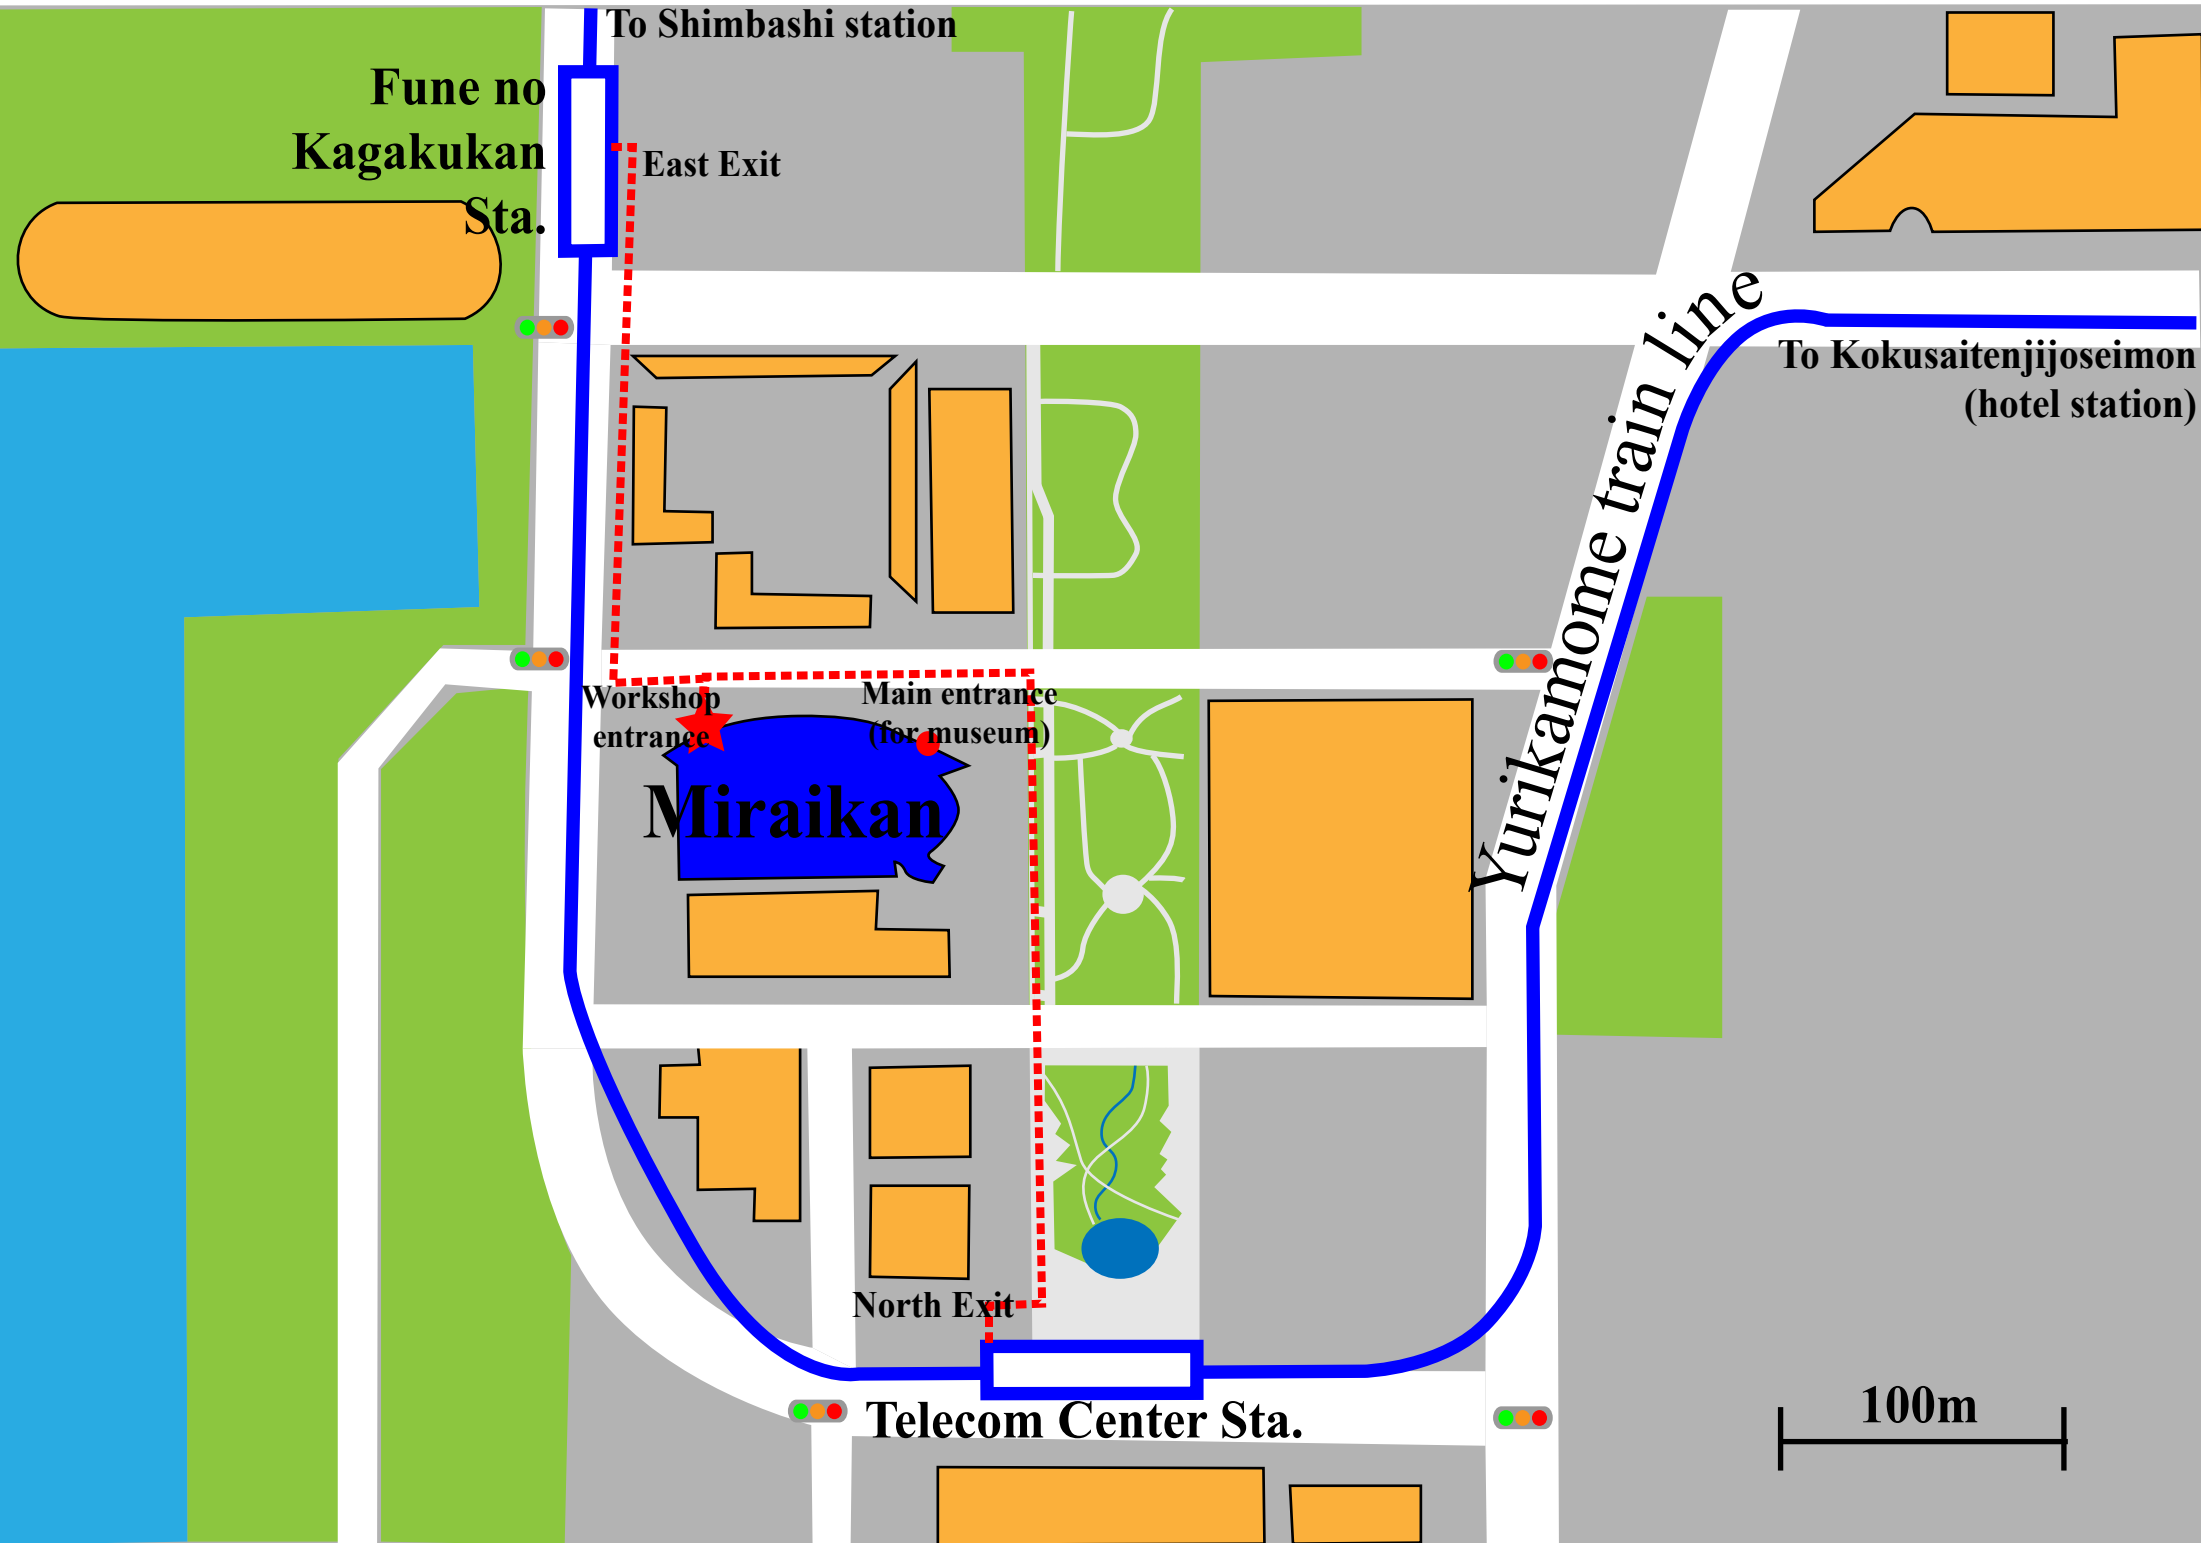 To Shimbashi station
Fune no
Kagakukan
Sta.
East Exit
Yurikamome train line
To Kokusaitenjijoseimon
(hotel station)
Workshop
entrance
Main entrance
(for museum)
Miraikan
North Exit
Telecom Center Sta.
100m